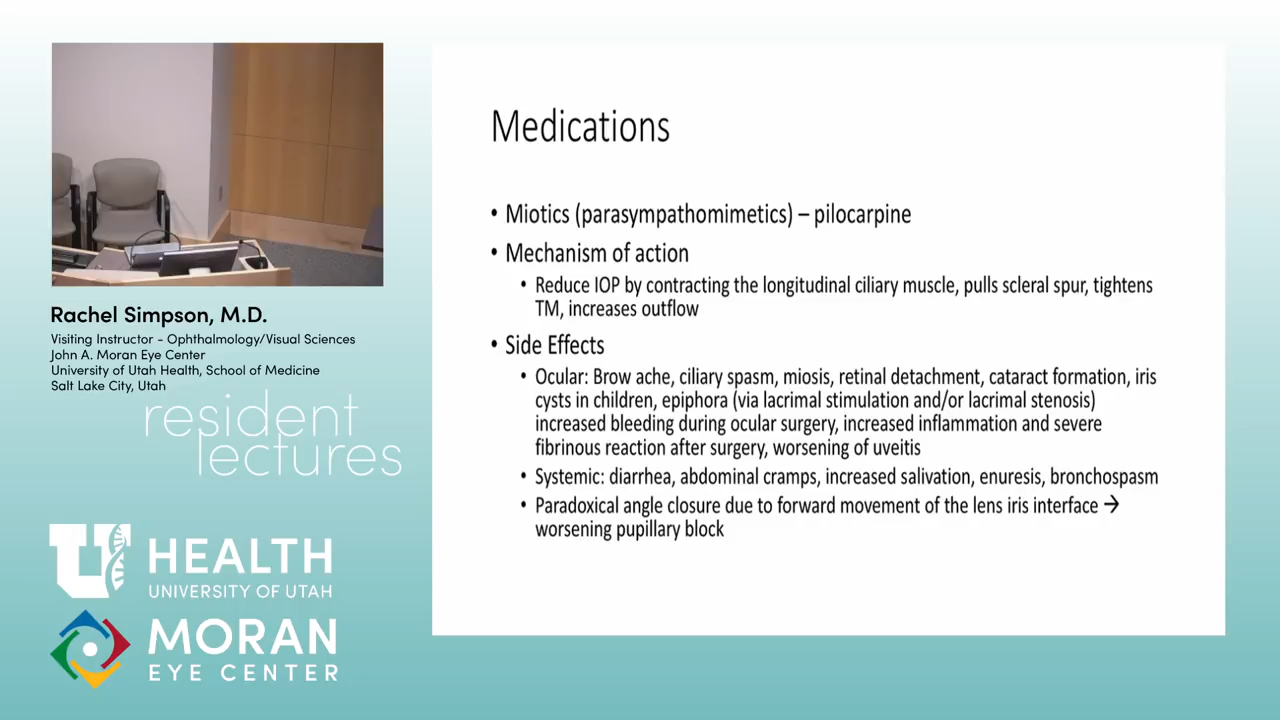 Rachel Simpson, M.D.
Visiting Instructor - Ophthalmology/Visual Sciences
John A. Moran Eye Center
University of Utah Health, School of Medicine
Salt Lake City, Utah
resident
lectures
U HEALTH
UNIVERSITY OF UTAH
MORAN
EYE CENTER
Medications
• Miotics (parasympathomimetics) – pilocarpine
• Mechanism of action
• Reduce IOP by contracting the longitudinal ciliary muscle, pulls scleral spur, tightens
TM, increases outflow
• Side Effects
• Ocular: Brow ache, ciliary spasm, miosis, retinal detachment, cataract formation, iris
cysts in children, epiphora (via lacrimal stimulation and/or lacrimal stenosis)
increased bleeding during ocular surgery, increased inflammation and severe
fibrinous reaction after surgery, worsening of uveitis
• Systemic: diarrhea, abdominal cramps, increased salivation, enuresis, bronchospasm
• Paradoxical angle closure due to forward movement of the lens iris interface →
worsening pupillary block